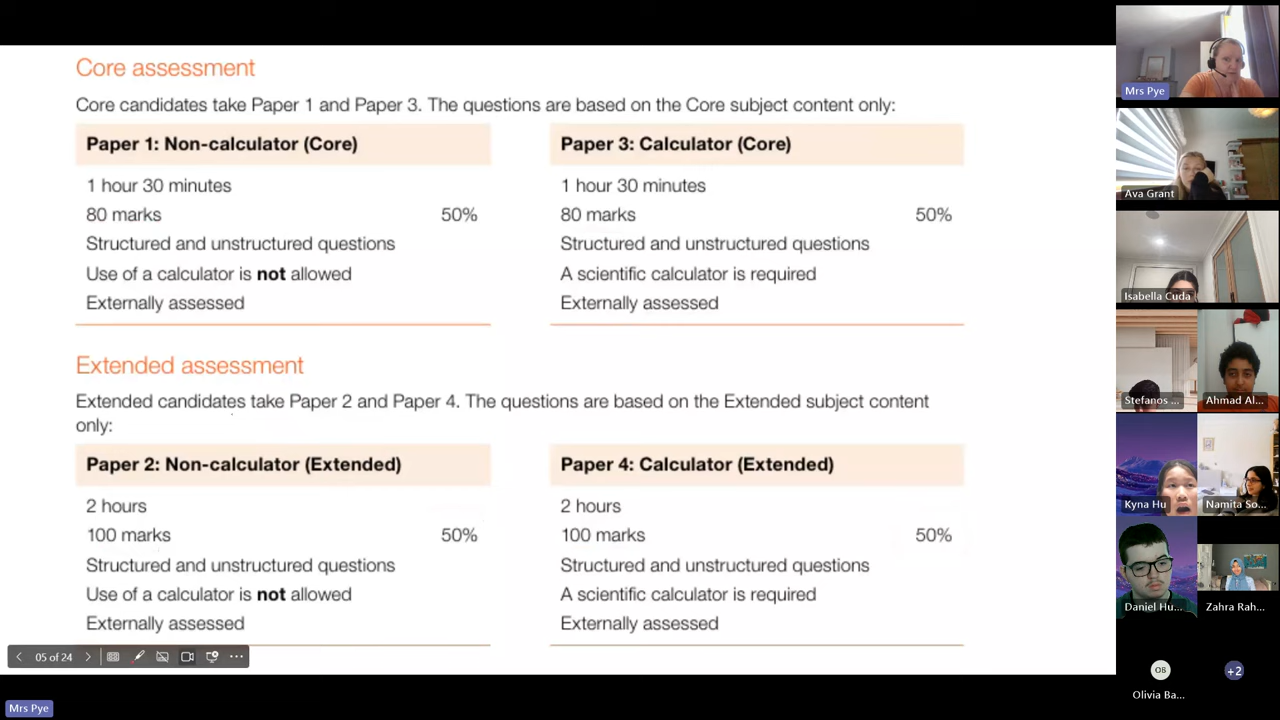 Core assessment
Core candidates take Paper 1 and Paper 3. The questions are based on the Core subject content only:
Paper 1: Non-calculator (Core)
1 hour 30 minutes
80 marks 50%
Structured and unstructured questions
Use of a calculator is not allowed
Externally assessed
Paper 3: Calculator (Core)
1 hour 30 minutes
80 marks 50%
Structured and unstructured questions
A scientific calculator is required
Externally assessed
Extended assessment
Extended candidates take Paper 2 and Paper 4. The questions are based on the Extended subject content
only:
Paper 2: Non-calculator (Extended)
2 hours
100 marks 50%
Structured and unstructured questions
Use of a calculator is not allowed
Externally assessed
Paper 4: Calculator (Extended)
2 hours
100 marks 50%
Structured and unstructured questions
A scientific calculator is required
Externally assessed
05 of 24
Mrs Pye
Mrs Pye
Ava Grant
Isabella Cuda
Stefanos ...
Ahmad Al...
Kyna Hu
Namita So...
Daniel Hu...
Zahra Rah...
OB
Olivia Ba...
+2